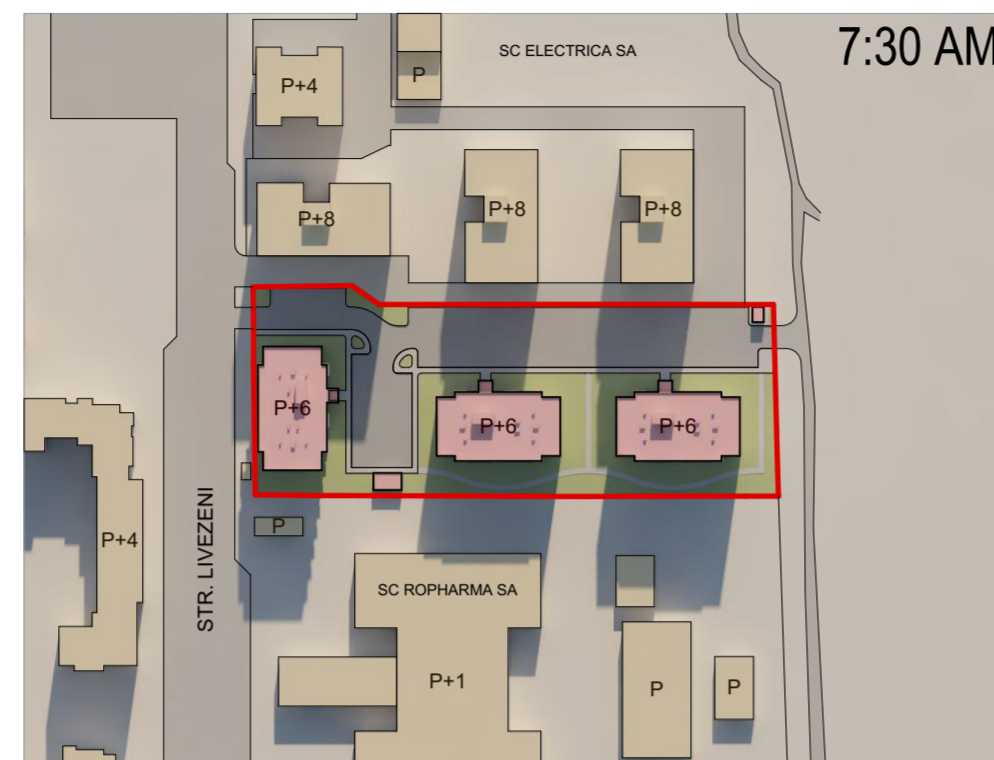 7:30 AM
SC ELECTRICA SA
P
P+4
P+8
P+8
P+8
P+6
P+6
P+6
P
P+4
STR. LIVEZENI
SC ROPHARMA SA
P+1
P
P